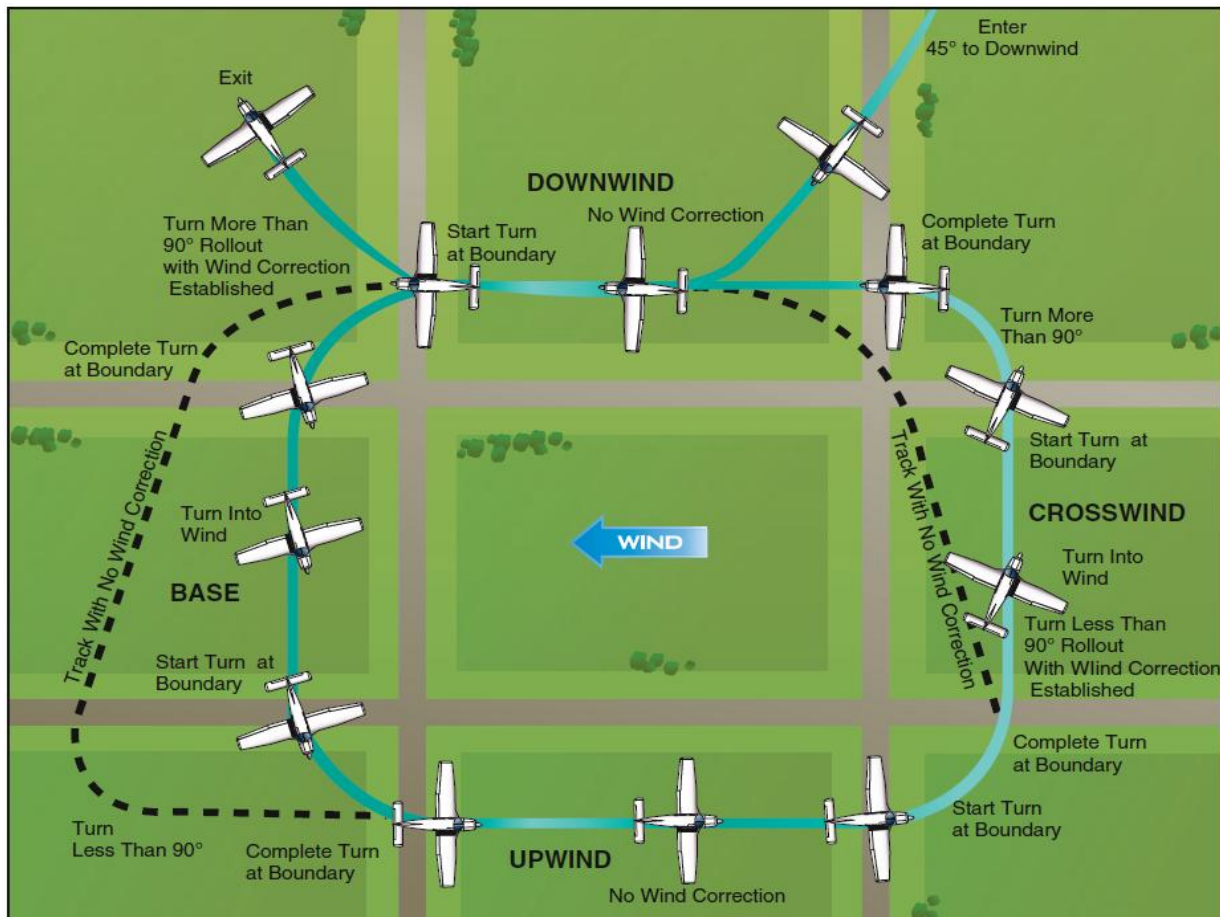 Enter
45° to Downwind
Exit
DOWNWIND
No Wind Correction
Turn More Than
90° Rollout
with Wind Correction
Established
Start Turn
at Boundary
Complete Turn
at Boundary
Turn More
Than 90°
Complete Turn
at Boundary
Start Turn at
Boundary
Track With No Wind Correction
Track With No Wind Correction
Turn Into
Wind
WIND
CROSSWIND
BASE
Turn Into
Wind
Turn Less Than
90° Rollout
With WIind Correction
Established
Start Turn at
Boundary
Complete Turn
at Boundary
Start Turn
at Boundary
Turn
Less Than 90°
Complete Turn
at Boundary
UPWIND
No Wind Correction